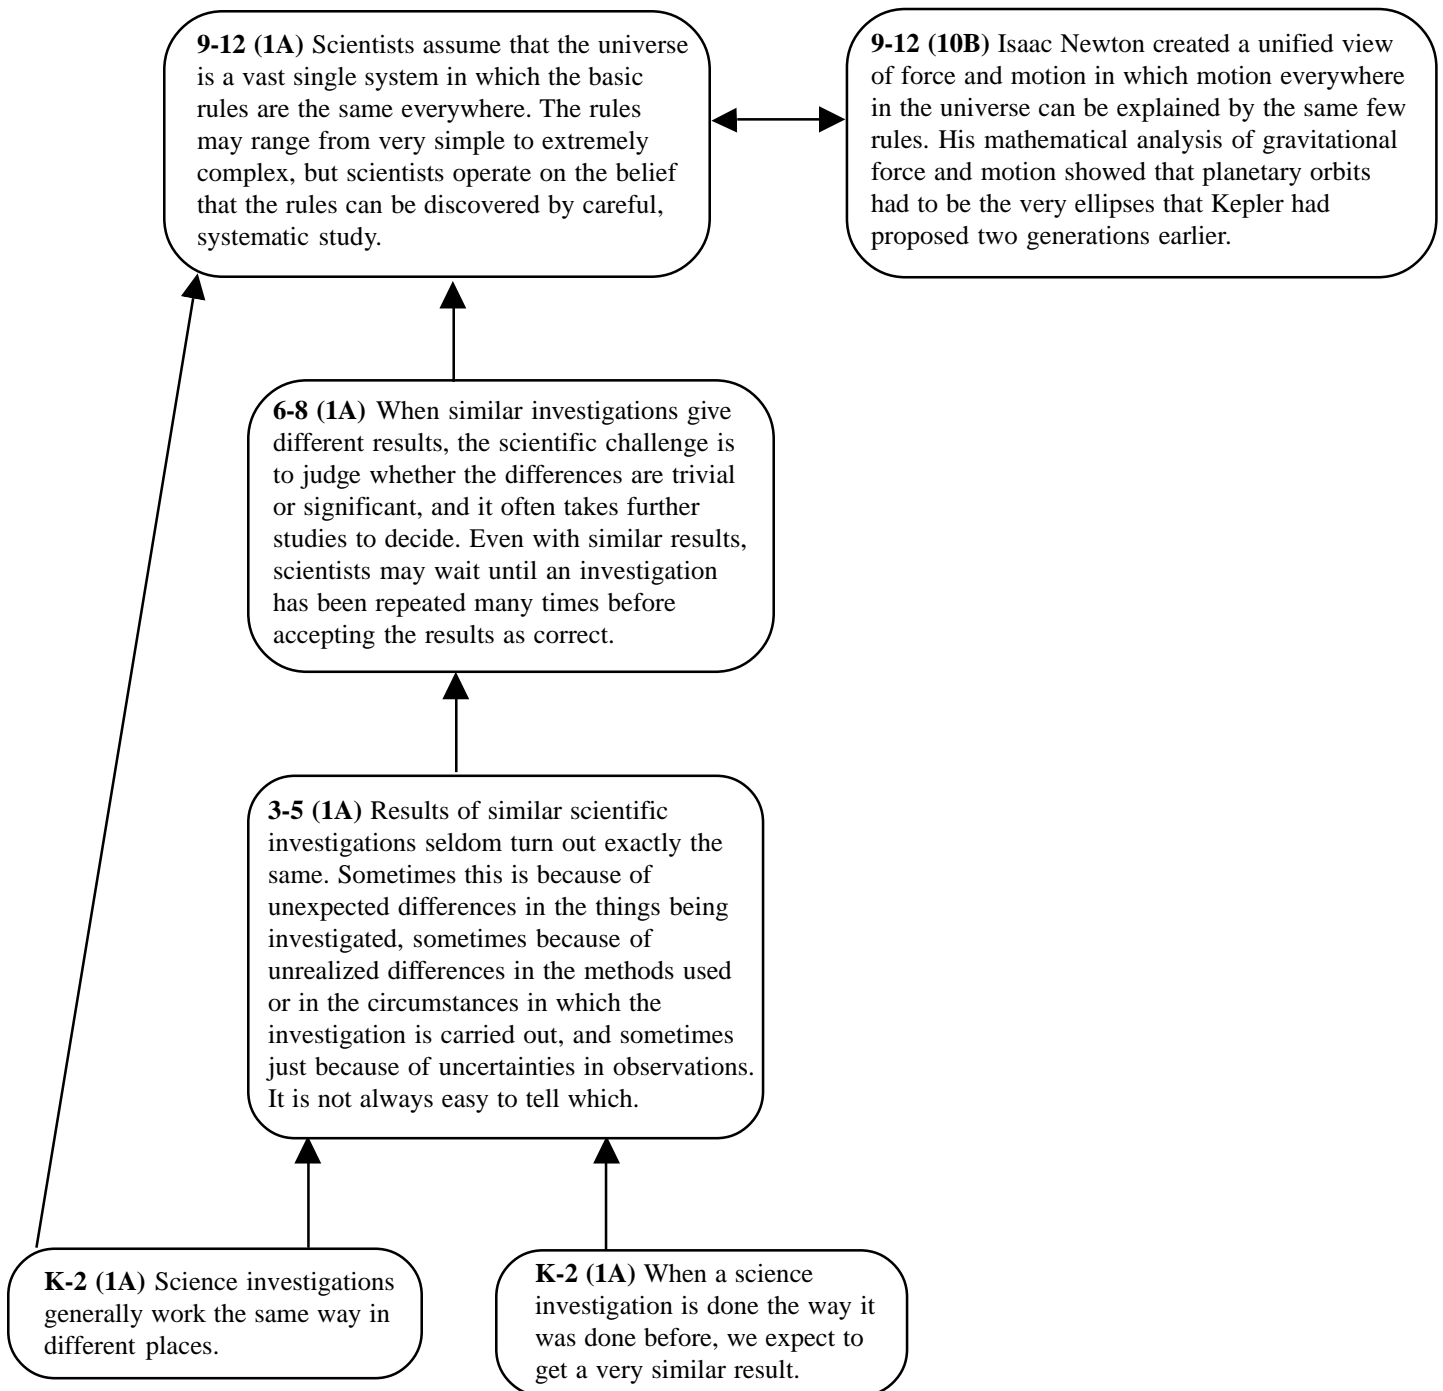 9-12 (1A) Scientists assume that the universe
is a vast single system in which the basic
rules are the same everywhere. The rules
may range from very simple to extremely
complex, but scientists operate on the belief
that the rules can be discovered by careful,
systematic study.
9-12 (10B) Isaac Newton created a unified view
of force and motion in which motion everywhere
in the universe can be explained by the same few
rules. His mathematical analysis of gravitational
force and motion showed that planetary orbits
had to be the very ellipses that Kepler had
proposed two generations earlier.
6-8 (1A) When similar investigations give
different results, the scientific challenge is
to judge whether the differences are trivial
or significant, and it often takes further
studies to decide. Even with similar results,
scientists may wait until an investigation
has been repeated many times before
accepting the results as correct.
3-5 (1A) Results of similar scientific
investigations seldom turn out exactly the
same. Sometimes this is because of
unexpected differences in the things being
investigated, sometimes because of
unrealized differences in the methods used
or in the circumstances in which the
investigation is carried out, and sometimes
just because of uncertainties in observations.
It is not always easy to tell which.
K-2 (1A) Science investigations
generally work the same way in
different places.
K-2 (1A) When a science
investigation is done the way it
was done before, we expect to
get a very similar result.